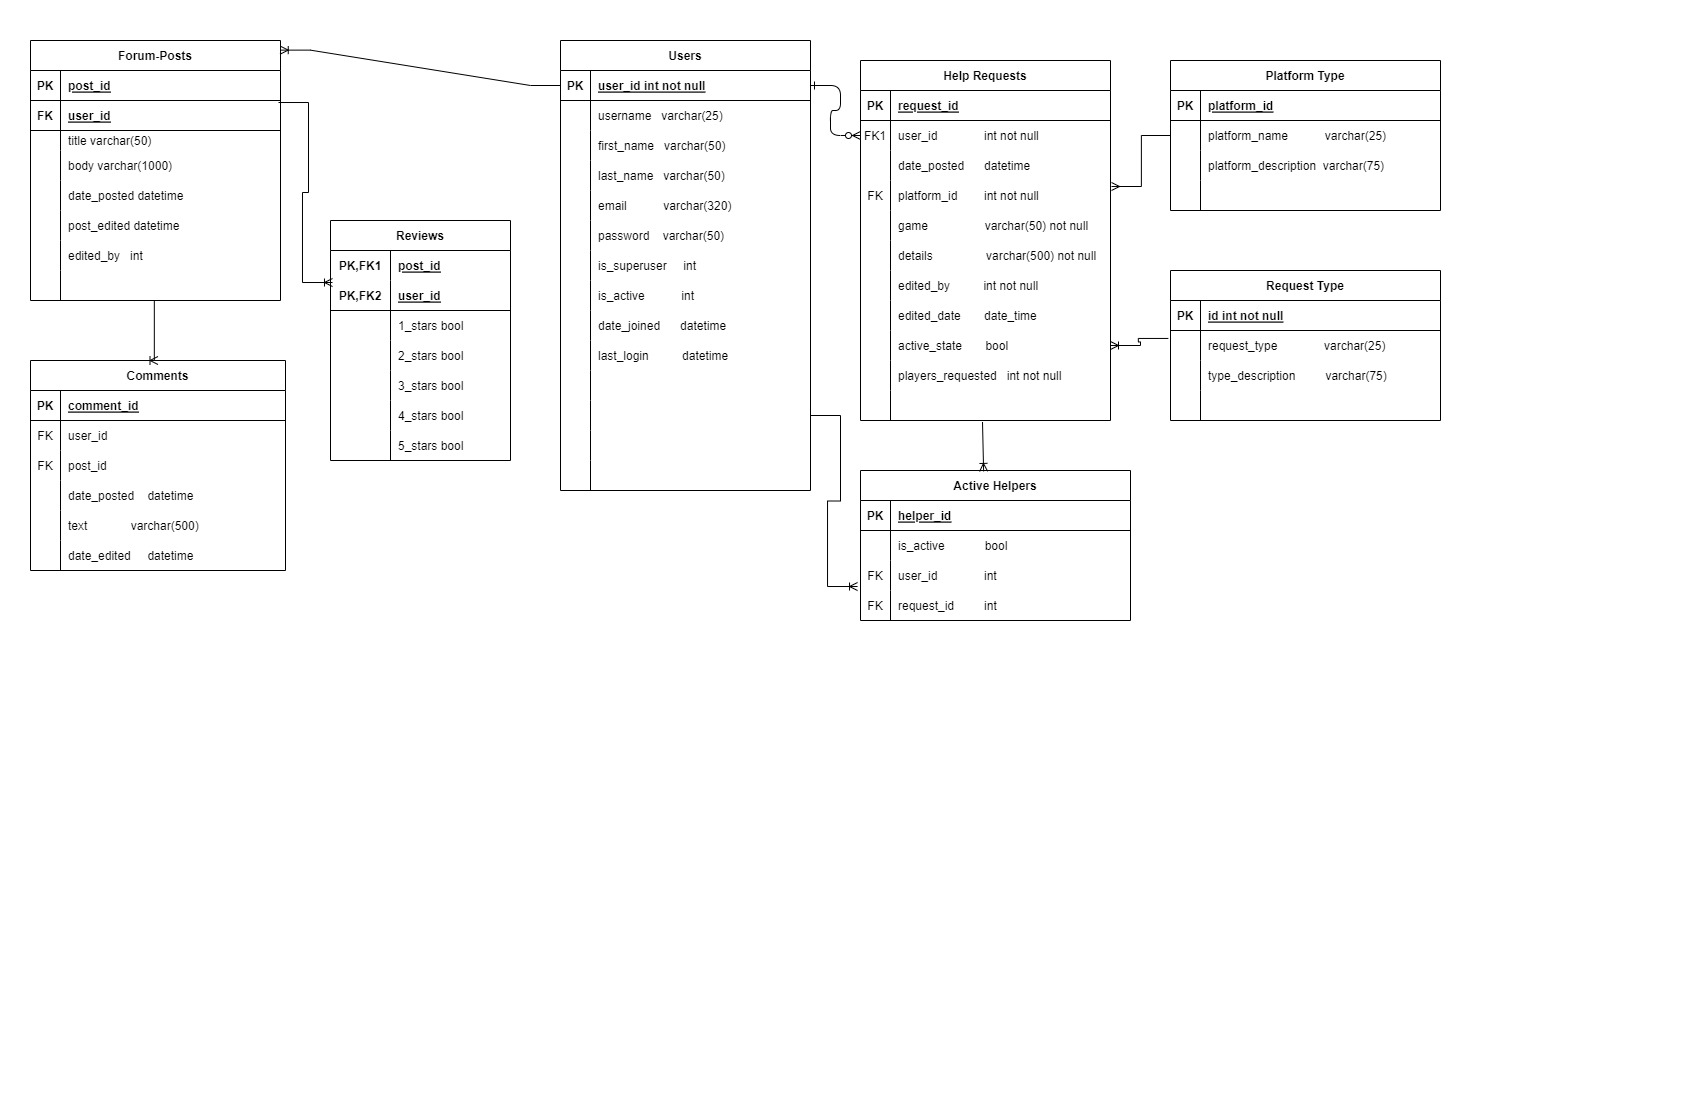 Forum-Posts
PK post_id
FK user_id
title varchar(50)
body varchar(1000)
date_posted datetime
post_edited datetime
edited_by int
Comments
PK comment_id
FK user_id
FK post_id
date_posted datetime
text varchar(500)
date_edited datetime
Reviews
PK,FK1 post_id
PK,FK2 user_id
1_stars bool
2_stars bool
3_stars bool
4_stars bool
5_stars bool
Users
PK user_id int not null
username varchar(25)
first_name varchar(50)
last_name varchar(50)
email varchar(320)
password varchar(50)
is_superuser int
is_active int
date_joined datetime
last_login datetime
Help Requests
PK request_id
FK1 user_id int not null
date_posted datetime
FK platform_id int not null
game varchar(50) not null
details varchar(500) not null
edited_by int not null
edited_date date_time
active_state bool
players_requested int not null
Active Helpers
PK helper_id
is_active bool
FK user_id int
FK request_id int
Platform Type
PK platform_id
platform_name varchar(25)
platform_description varchar(75)
Request Type
PK id int not null
request_type varchar(25)
type_description varchar(75)